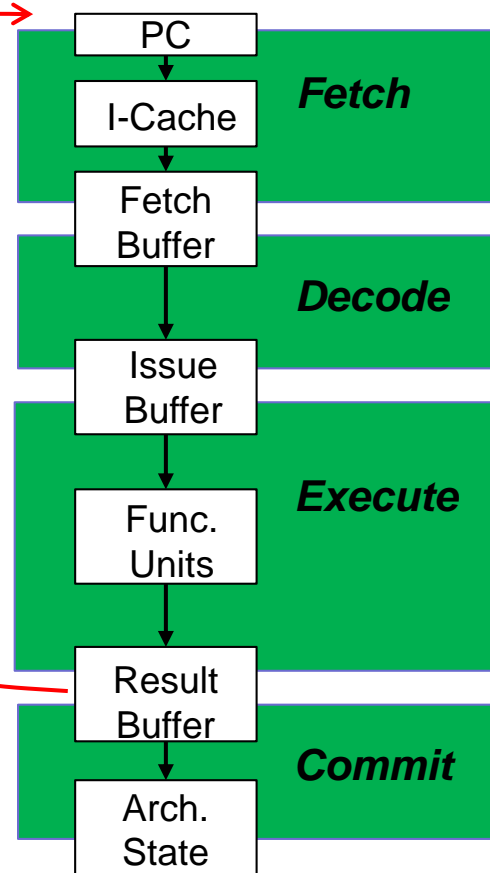 PC
Fetch
I-Cache
Fetch
Buffer
Decode
Issue
Buffer
Execute
Func.
Units
Result
Buffer
Commit
Arch.
State